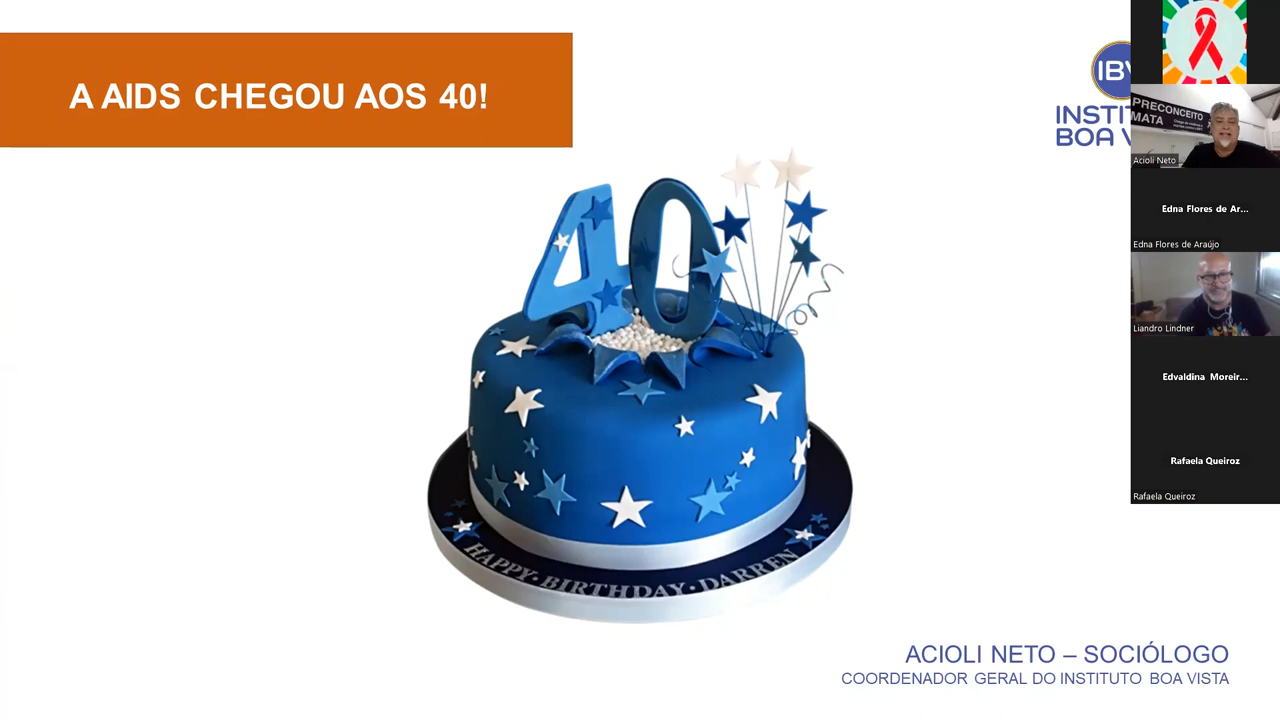 A AIDS CHEGOU AOS 40!
IBV
INSTIT
BOA V
PRECONCEITO
MATA
Acioli Neto
Edna Flores de Ar...
Edna Flores de Araújo
Liandro Lindner
Edvaldina Moreir...
Rafaela Queiroz
Rafaela Queiroz
40
HAPPY·BIRTHDAY·DARREN
ACIOLI NETO – SOCIÓLOGO
COORDENADOR GERAL DO INSTITUTO BOA VISTA